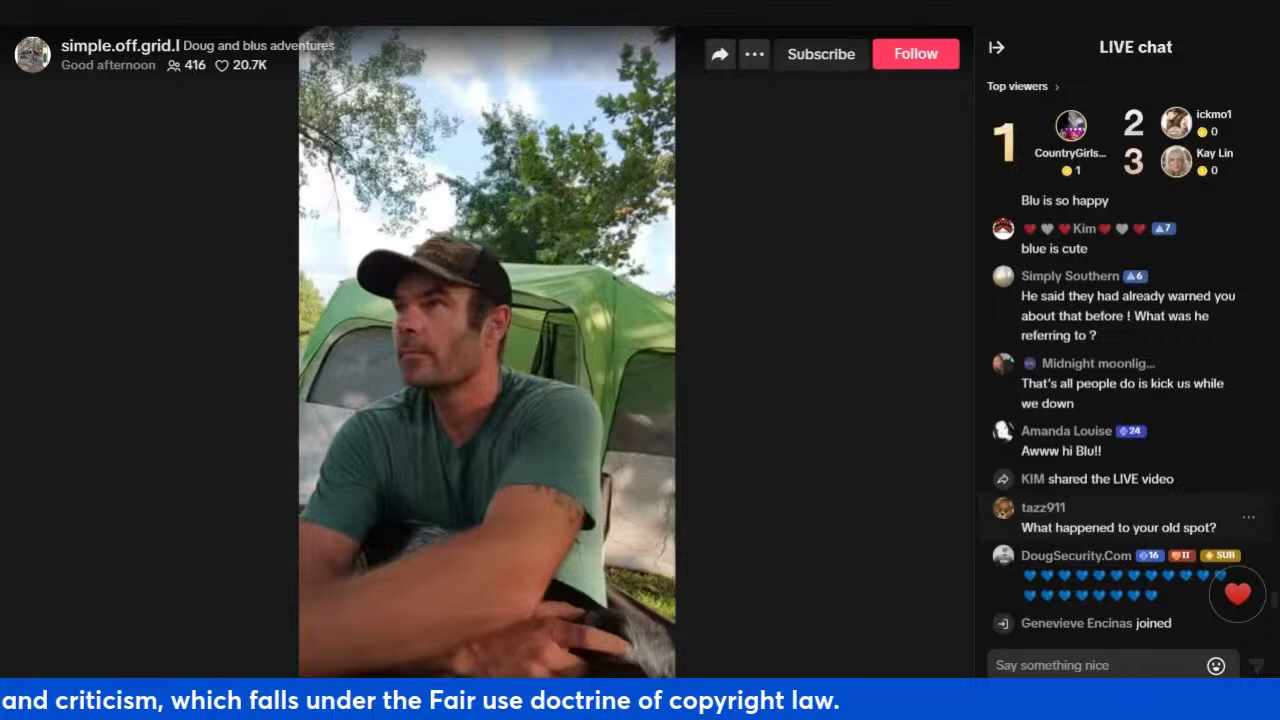 simple.off.grid.l Doug and blus adventures
Good afternoon 416 20.7K
Subscribe
Follow
LIVE chat
Top viewers
1
CountryGirls...
1
2
ickmo1
0
3
Kay Lin
0
Blu is so happy
Kim 7
blue is cute
Simply Southern 6
He said they had already warned you
about that before ! What was he
referring to ?
Midnight moonlig...
That's all people do is kick us while
we down
Amanda Louise 24
Awww hi Blu!!
KIM shared the LIVE video
tazz911
What happened to your old spot?
DougSecurity.Com 16 II SUB
Genevieve Encinas joined
Say something nice
and criticism, which falls under the Fair use doctrine of copyright law.